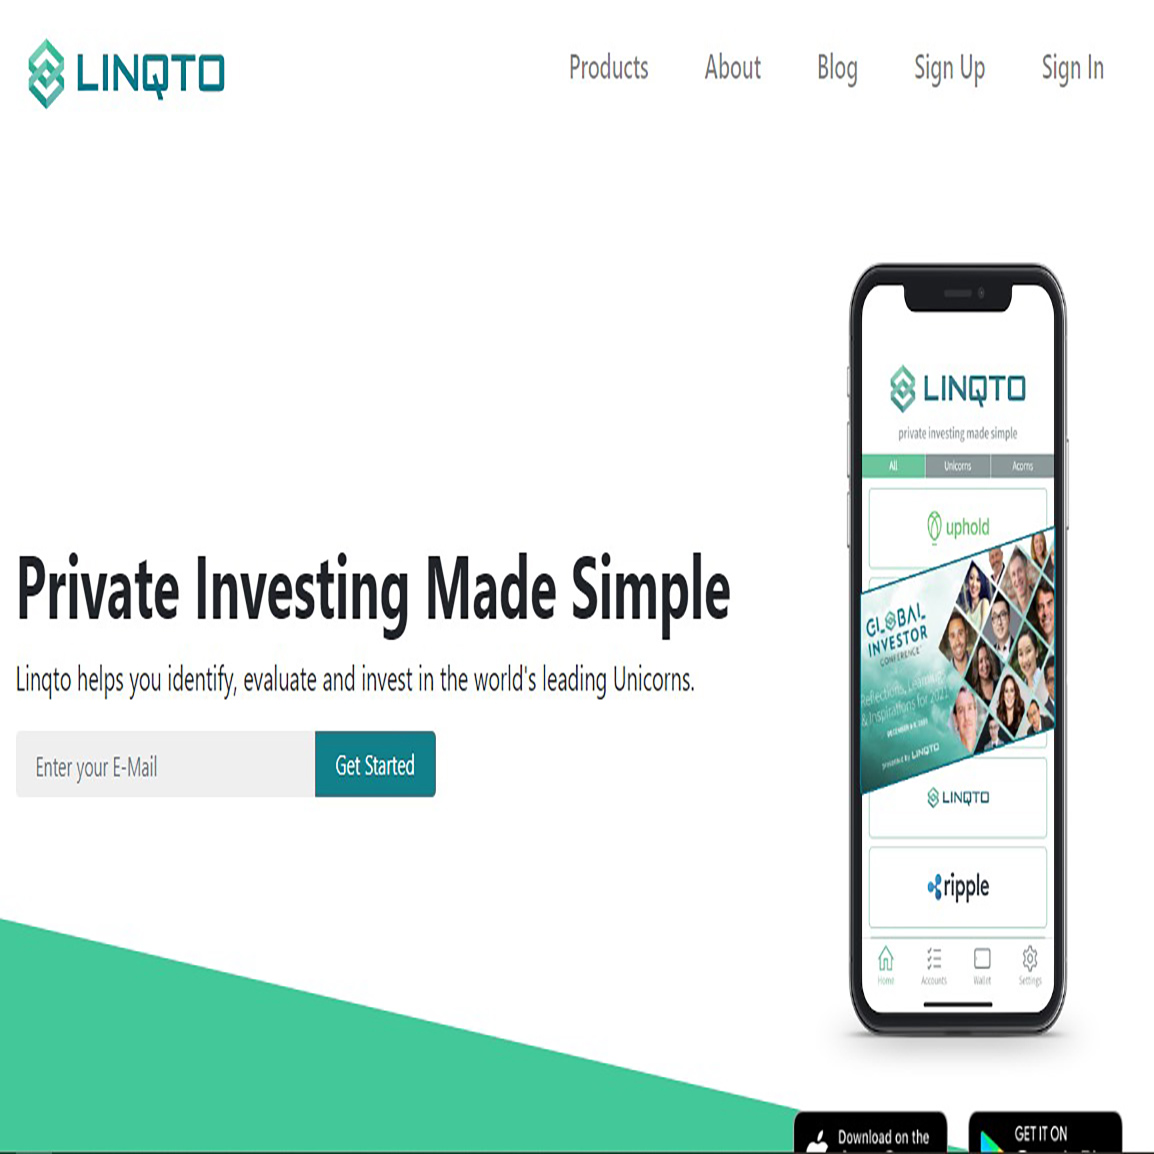 LINQTO
Products
About
Blog
Sign Up
Sign In
LINQTO
private investing made simple
All
Unicorns
Acorns
uphold
GLOBAL
INVESTOR
CONFERENCE
Reflections,
& Inspirations for 2021
presented by LINQTO
LINQTO
ripple
Home
Accounts
Wallet
Settings
Private Investing Made Simple
Linqto helps you identify, evaluate and invest in the world's leading Unicorns.
Enter your E-Mail
Get Started
Download on the
GET IT ON